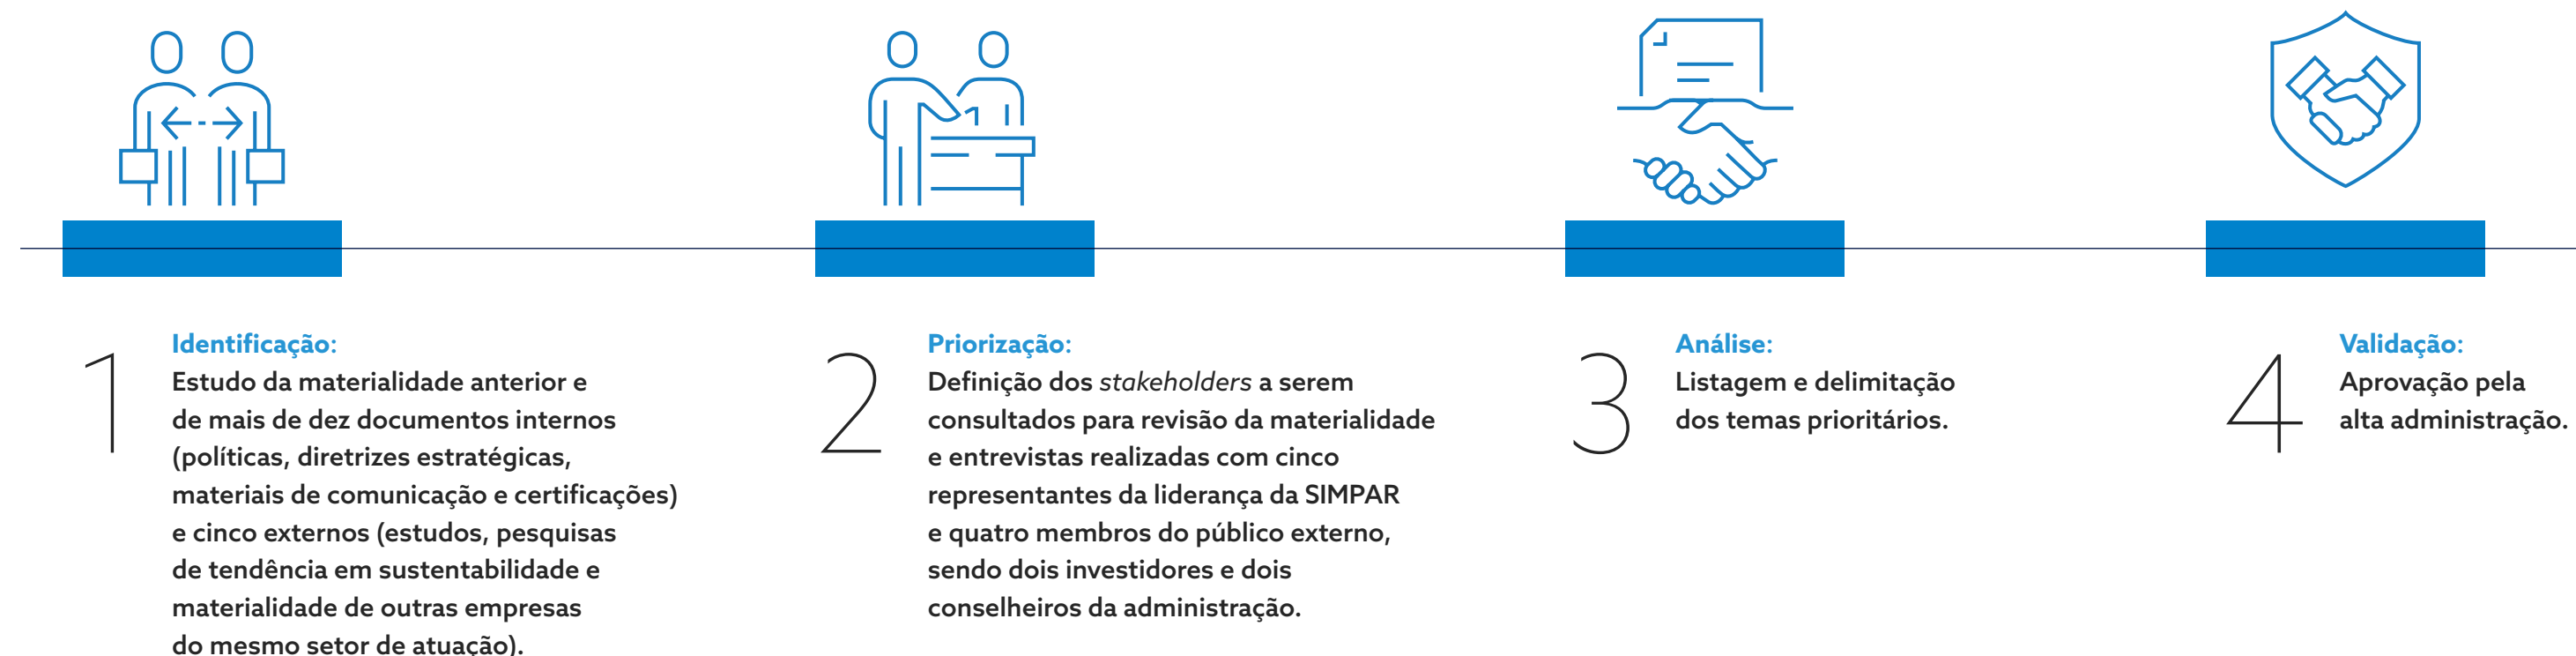 1
Identificação:
Estudo da materialidade anterior e
de mais de dez documentos internos
(políticas, diretrizes estratégicas,
materiais de comunicação e certificações)
e cinco externos (estudos, pesquisas
de tendência em sustentabilidade e
materialidade de outras empresas
do mesmo setor de atuação).
2
Priorização:
Definição dos stakeholders a serem
consultados para revisão da materialidade
e entrevistas realizadas com cinco
representantes da liderança da SIMPAR
e quatro membros do público externo,
sendo dois investidores e dois
conselheiros da administração.
3
Análise:
Listagem e delimitação
dos temas prioritários.
4
Validação:
Aprovação pela
alta administração.